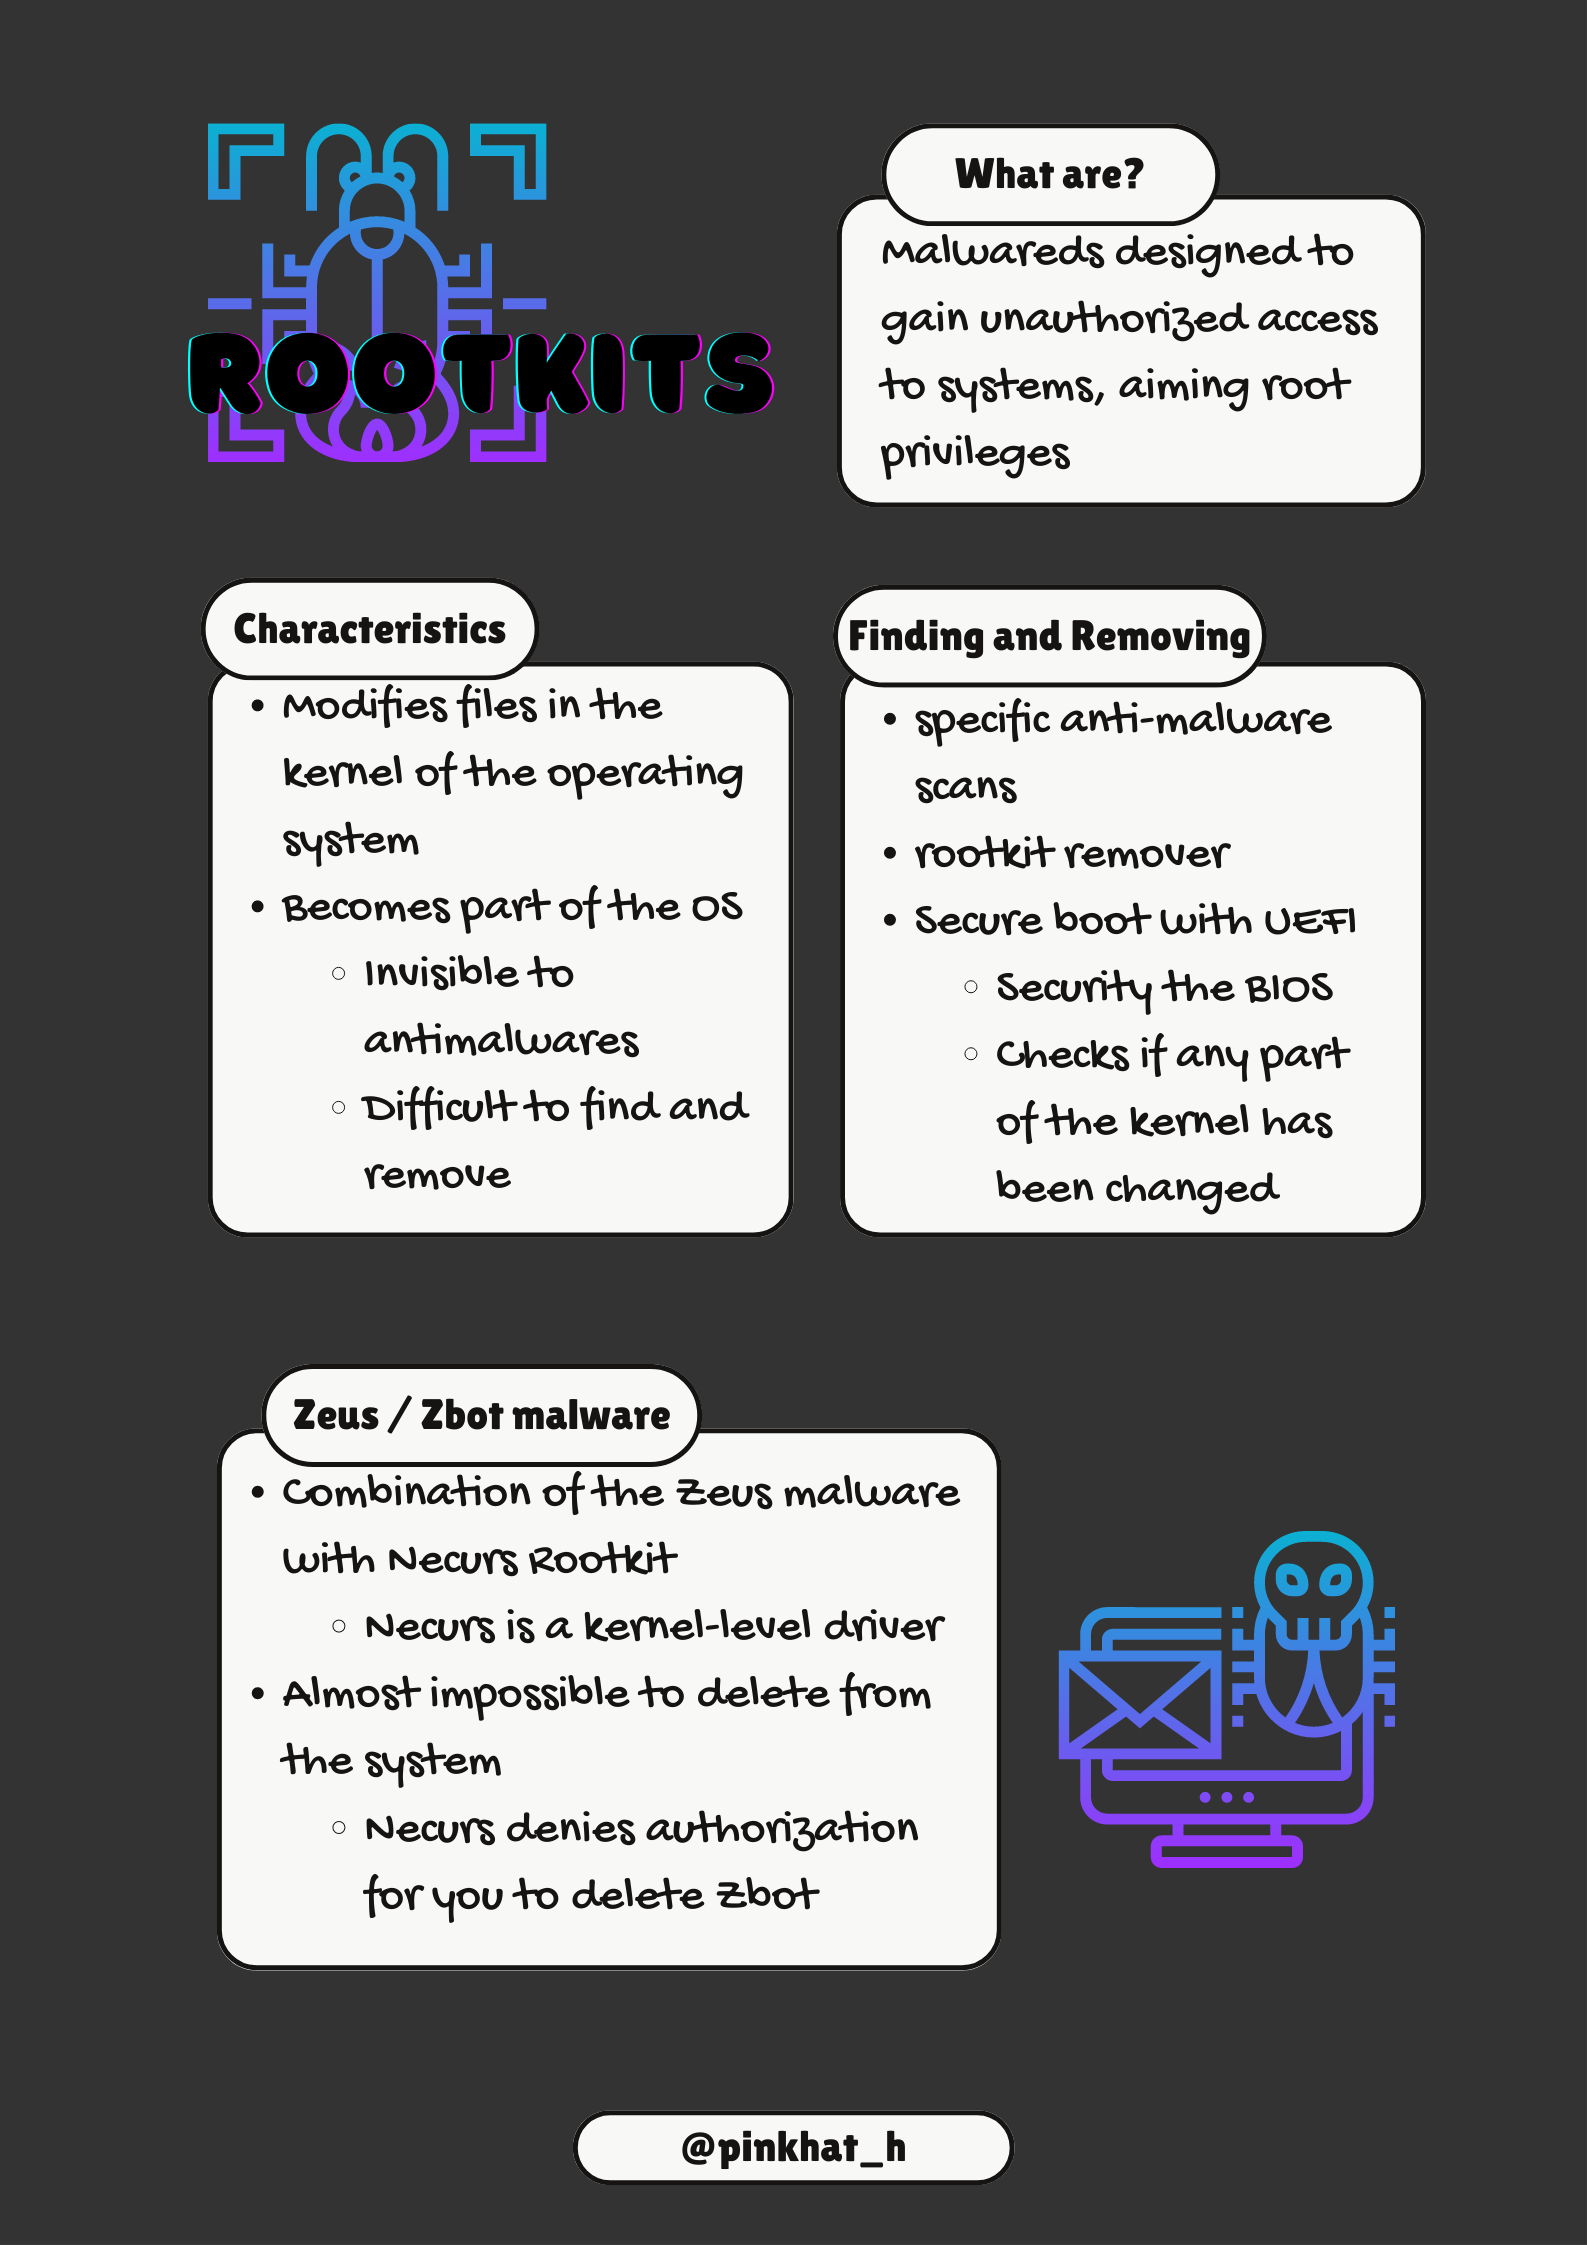 ROOTKITS
What are?
Malwareds designed to
gain unauthorized access
to systems, aiming root
privileges
Characteristics
• Modifies files in the
kernel of the operating
system
• Becomes part of the OS
○ Invisible to
antimalwares
○ Difficult to find and
remove
Finding and Removing
• specific anti-malware
scans
• rootkit remover
• Secure boot with UEFI
○ Security the BIOS
○ Checks if any part
of the kernel has
been changed
Zeus / Zbot malware
• Combination of the Zeus malware
with Necurs Rootkit
○ Necurs is a kernel-level driver
• Almost impossible to delete from
the system
○ Necurs denies authorization
for you to delete Zbot
@pinkhat_h